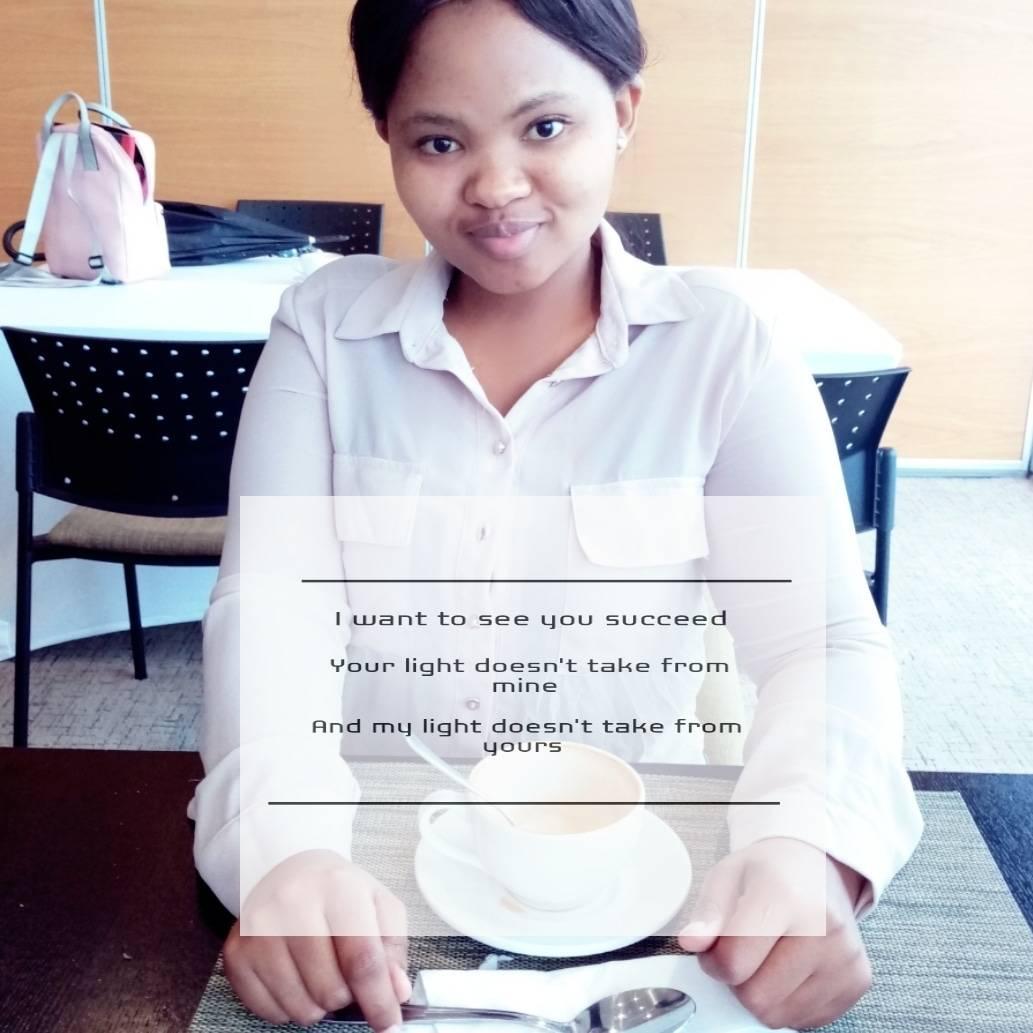 I want to see you succeed
Your light doesn't take from
mine
And my light doesn't take from
yours